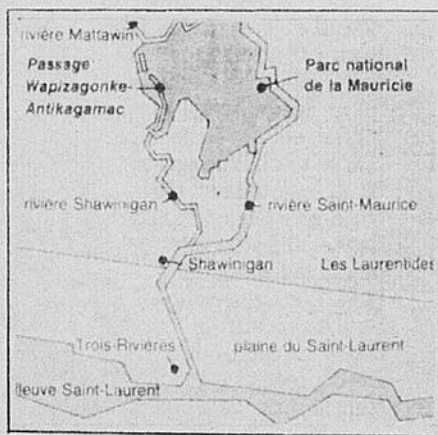 rivière Mattawin
Passage
Wapizagonke-
Antikagamac
Parc national
de la Mauricie
rivière Shawinigan
rivière Saint-Maurice
Shawinigan
Les Laurentides
Trois-Rivières
plaine du Saint-Laurent
fleuve Saint-Laurent